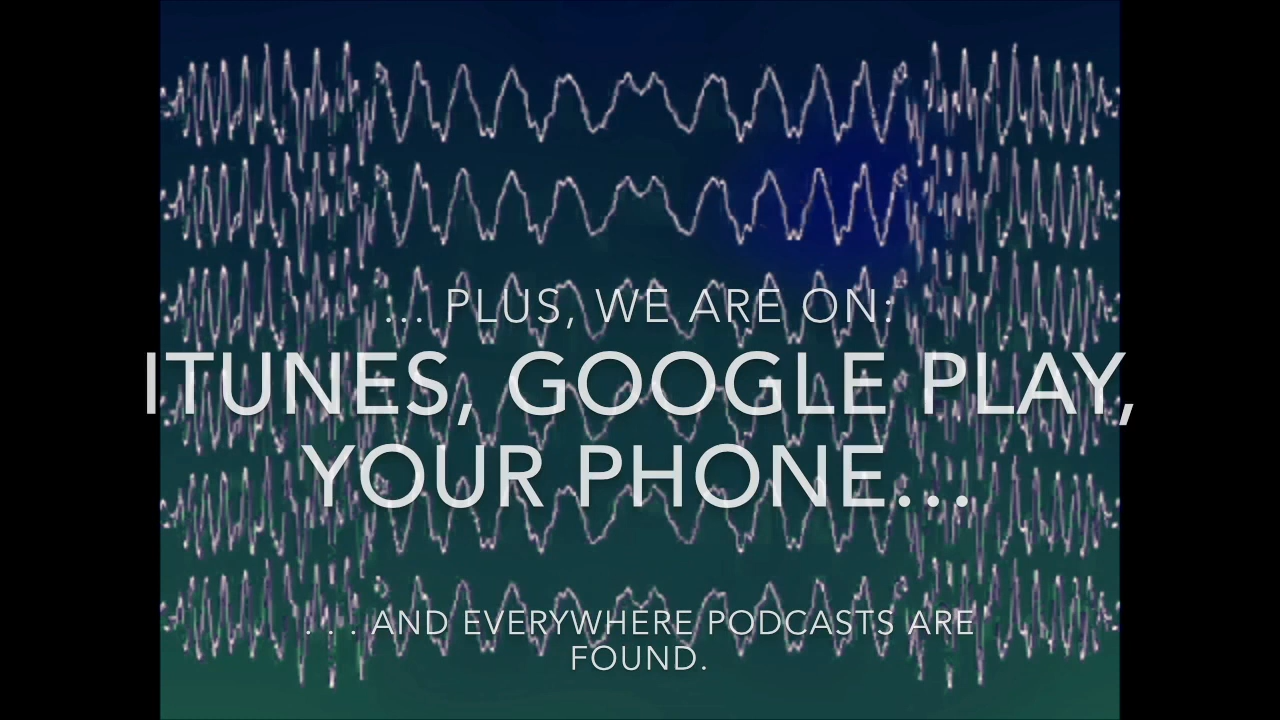 ... PLUS, WE ARE ON:
ITUNES, GOOGLE PLAY,
YOUR PHONE...
. . . AND EVERYWHERE PODCASTS ARE
FOUND.